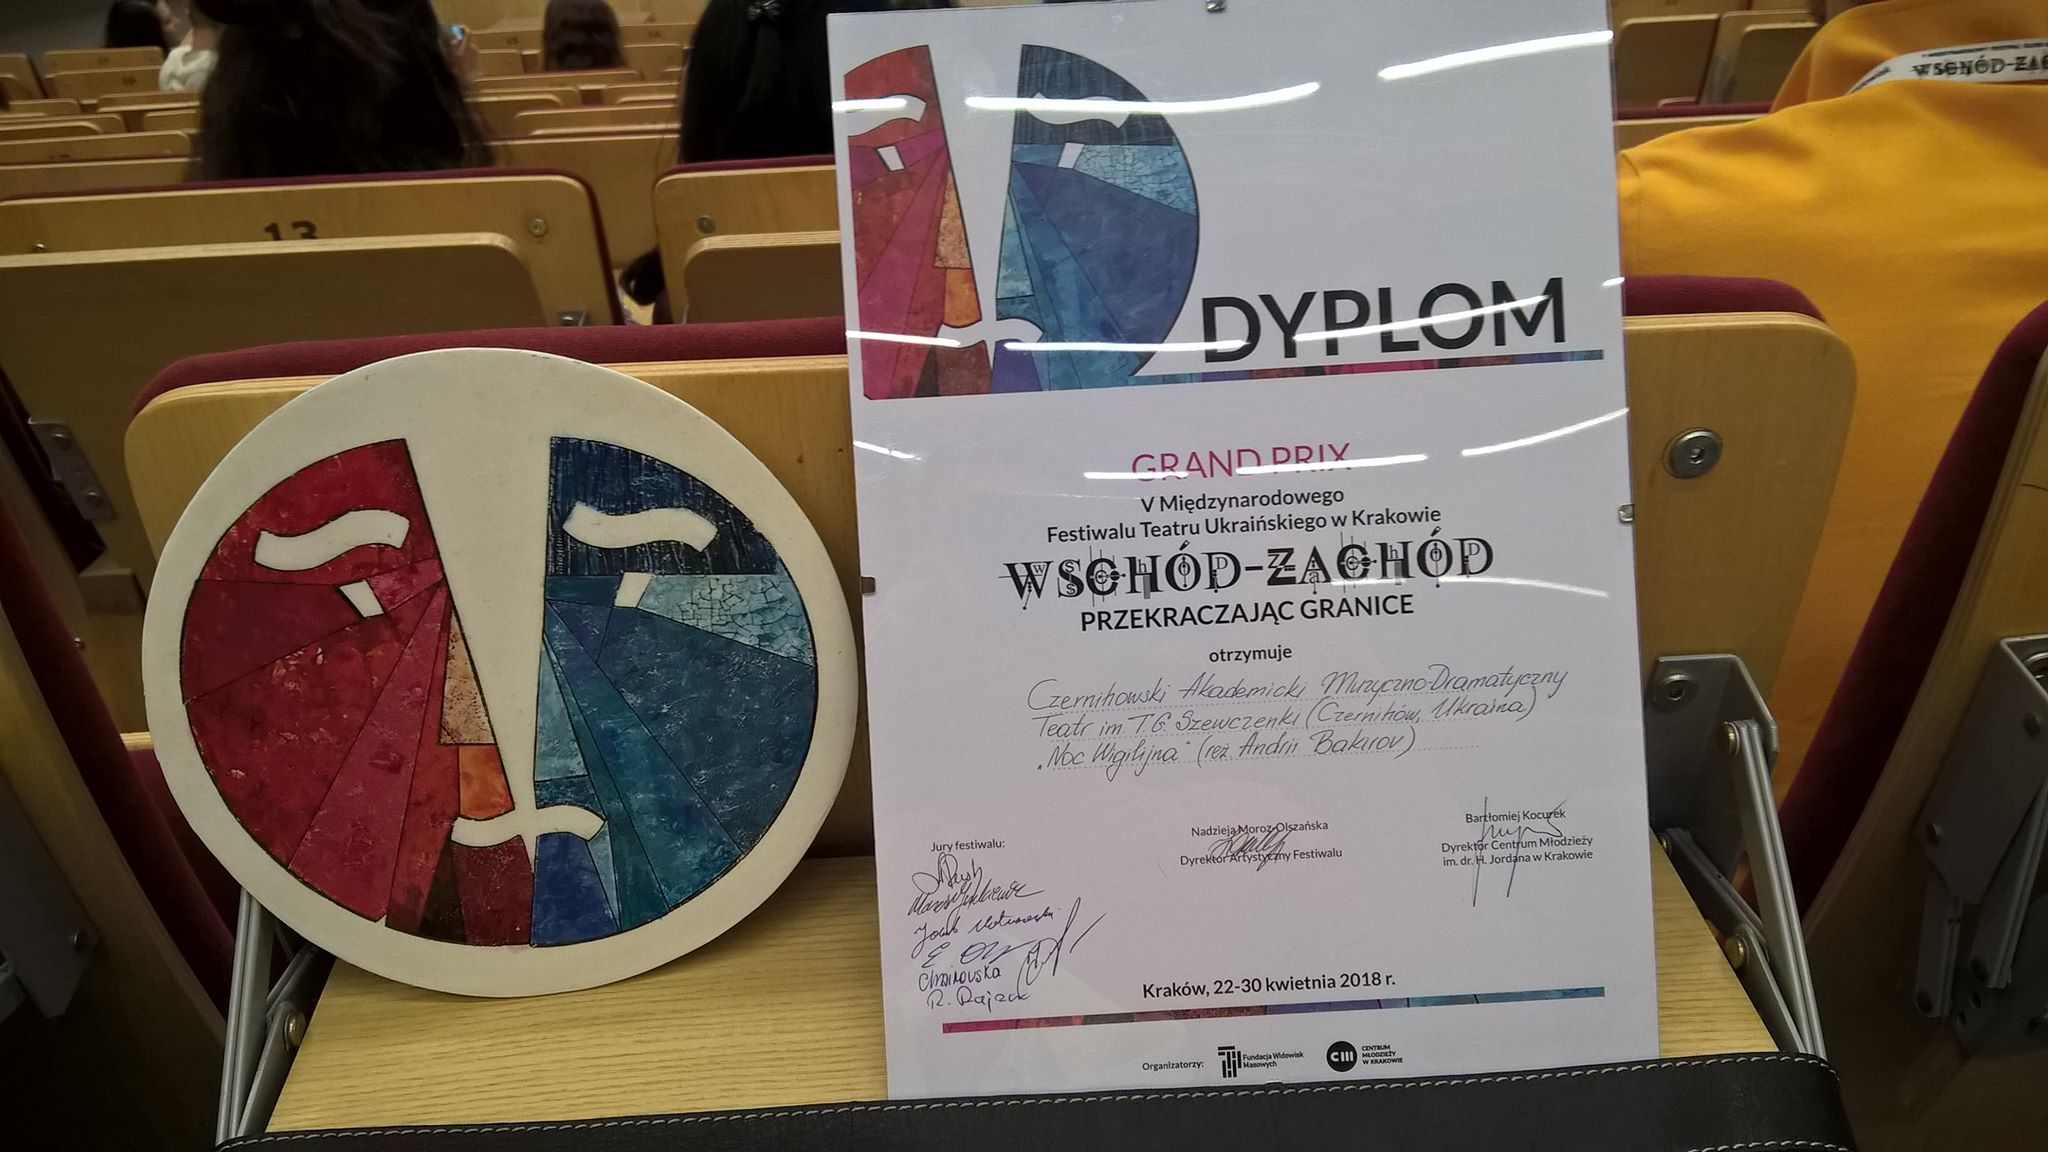 13
WSCHÓD-ZAC
DYPLOM
GRAND PRIX
V Międzynarodowego
Festiwalu Teatru Ukraińskiego w Krakowie
WSCHÓD-ZACHÓD
PRZEKRACZAJĄC GRANICE
otrzymuje
Czernihowski Akademicki Muzyczno-Dramatyczny
Teatr im T.G. Szewczenki (Czernihów, Ukraina)
„Noc Wigilijna" (reż Andrii Bakirov)
Jury festiwalu:
Nadzieja Moroz-Olszańska
Dyrektor Artystyczny Festiwalu
Bartłomiej Kocurek
Dyrektor Centrum Młodzieży
im. dr. H. Jordana w Krakowie
Kraków, 22-30 kwietnia 2018 r.
Organizatorzy:
Fundacja Widowisk
Masowych
CM
CENTRUM
MŁODZIEŻY
W KRAKOWIE